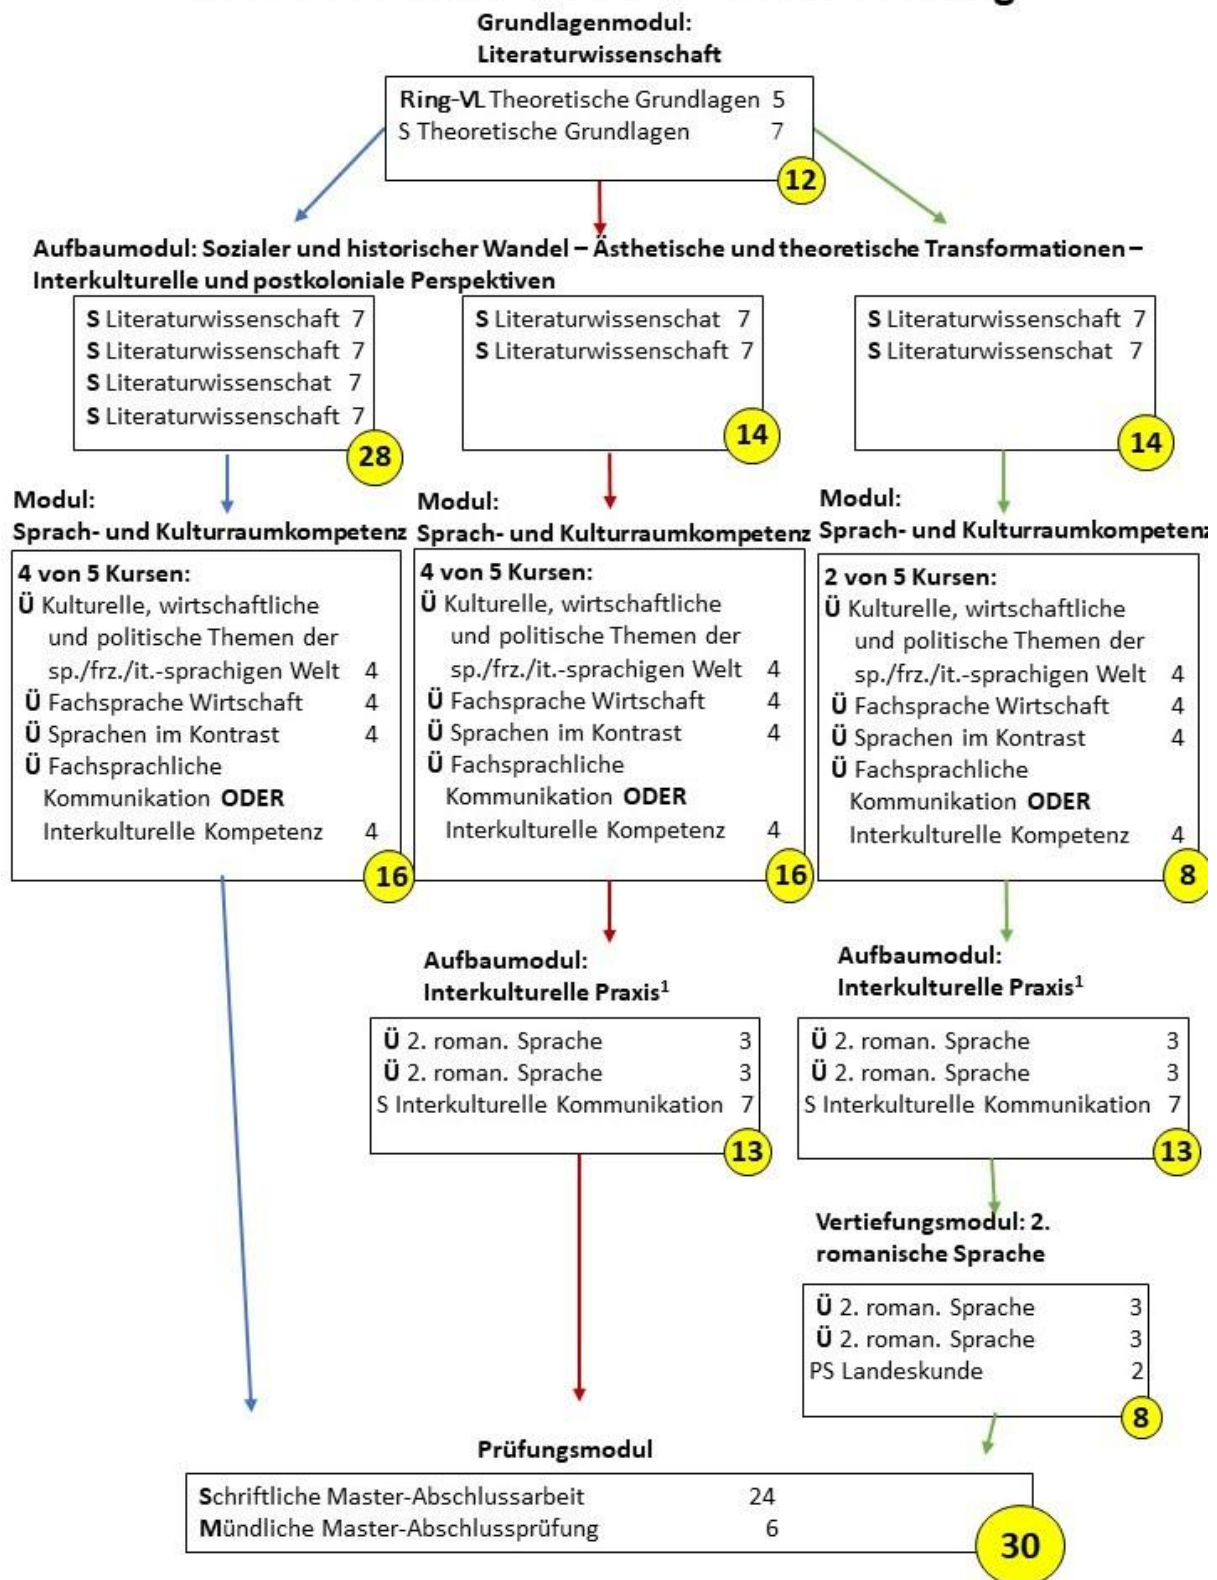 Grundlagenmodul:
Literaturwissenschaft
Ring-VL Theoretische Grundlagen 5
S Theoretische Grundlagen 7
12
Aufbaumodul: Sozialer und historischer Wandel – Ästhetische und theoretische Transformationen –
Interkulturelle und postkoloniale Perspektiven
S Literaturwissenschaft 7
S Literaturwissenschaft 7
S Literaturwissenschat 7
S Literaturwissenschaft 7
28
S Literaturwissenschat 7
S Literaturwissenschaft 7
14
S Literaturwissenschaft 7
S Literaturwissenschat 7
14
Modul:
Sprach- und Kulturraumkompetenz
4 von 5 Kursen:
Ü Kulturelle, wirtschaftliche
und politische Themen der
sp./frz./it.-sprachigen Welt 4
Ü Fachsprache Wirtschaft 4
Ü Sprachen im Kontrast 4
Ü Fachsprachliche
Kommunikation ODER
Interkulturelle Kompetenz 4
16
Modul:
Sprach- und Kulturraumkompetenz
4 von 5 Kursen:
Ü Kulturelle, wirtschaftliche
und politische Themen der
sp./frz./it.-sprachigen Welt 4
Ü Fachsprache Wirtschaft 4
Ü Sprachen im Kontrast 4
Ü Fachsprachliche
Kommunikation ODER
Interkulturelle Kompetenz 4
16
Modul:
Sprach- und Kulturraumkompetenz
2 von 5 Kursen:
Ü Kulturelle, wirtschaftliche
und politische Themen der
sp./frz./it.-sprachigen Welt 4
Ü Fachsprache Wirtschaft 4
Ü Sprachen im Kontrast 4
Ü Fachsprachliche
Kommunikation ODER
Interkulturelle Kompetenz 4
8
Aufbaumodul:
Interkulturelle Praxis¹
Ü 2. roman. Sprache 3
Ü 2. roman. Sprache 3
S Interkulturelle Kommunikation 7
13
Aufbaumodul:
Interkulturelle Praxis¹
Ü 2. roman. Sprache 3
Ü 2. roman. Sprache 3
S Interkulturelle Kommunikation 7
13
Vertiefungsmodul: 2.
romanische Sprache
Ü 2. roman. Sprache 3
Ü 2. roman. Sprache 3
PS Landeskunde 2
8
Prüfungsmodul
Schriftliche Master-Abschlussarbeit 24
Mündliche Master-Abschlussprüfung 6
30